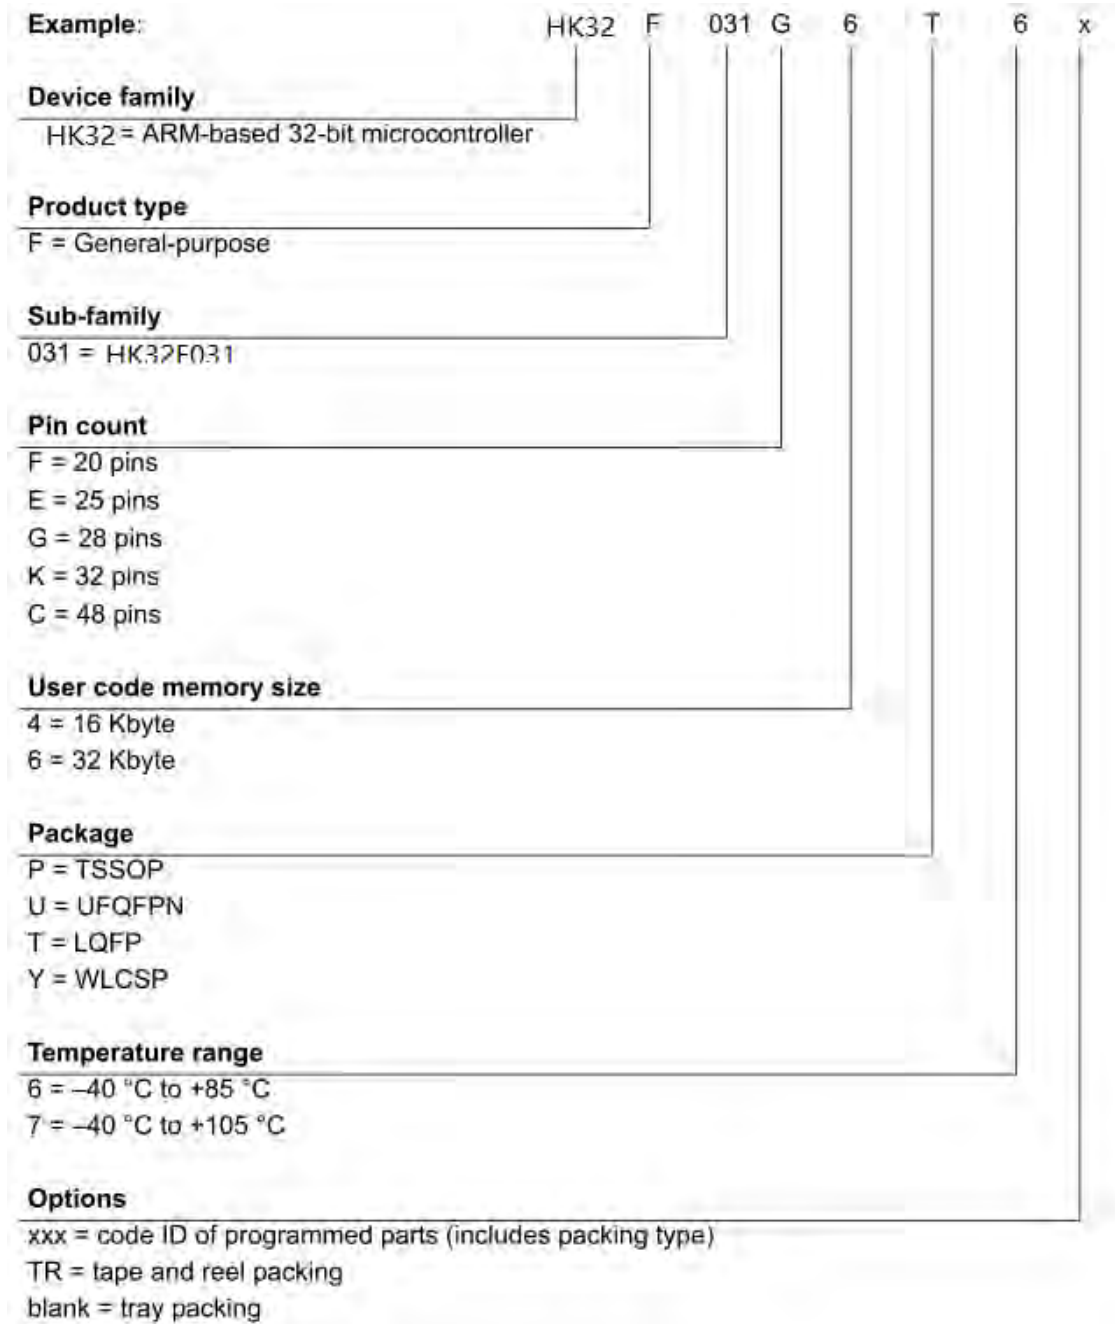 Example:
HK32 F 031 G 6 T 6 x
Device family
HK32 = ARM-based 32-bit microcontroller
Product type
F = General-purpose
Sub-family
031 = HK32F031
Pin count
F = 20 pins
E = 25 pins
G = 28 pins
K = 32 pins
C = 48 pins
User code memory size
4 = 16 Kbyte
6 = 32 Kbyte
Package
P = TSSOP
U = UFQFPN
T = LQFP
Y = WLCSP
Temperature range
6 = –40 °C to +85 °C
7 = –40 °C to +105 °C
Options
xxx = code ID of programmed parts (includes packing type)
TR = tape and reel packing
blank = tray packing